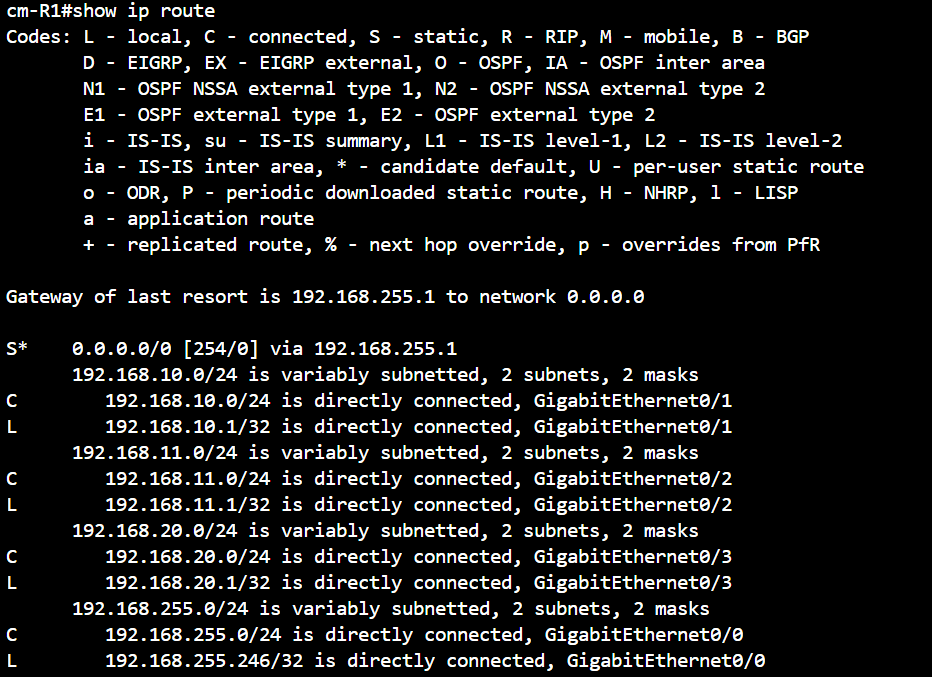 cm-R1#show ip route
Codes: L - local, C - connected, S - static, R - RIP, M - mobile, B - BGP
       D - EIGRP, EX - EIGRP external, O - OSPF, IA - OSPF inter area
       N1 - OSPF NSSA external type 1, N2 - OSPF NSSA external type 2
       E1 - OSPF external type 1, E2 - OSPF external type 2
       i - IS-IS, su - IS-IS summary, L1 - IS-IS level-1, L2 - IS-IS level-2
       ia - IS-IS inter area, * - candidate default, U - per-user static route
       o - ODR, P - periodic downloaded static route, H - NHRP, l - LISP
       a - application route
       + - replicated route, % - next hop override, p - overrides from PfR

Gateway of last resort is 192.168.255.1 to network 0.0.0.0

S*    0.0.0.0/0 [254/0] via 192.168.255.1
      192.168.10.0/24 is variably subnetted, 2 subnets, 2 masks
C        192.168.10.0/24 is directly connected, GigabitEthernet0/1
L        192.168.10.1/32 is directly connected, GigabitEthernet0/1
      192.168.11.0/24 is variably subnetted, 2 subnets, 2 masks
C        192.168.11.0/24 is directly connected, GigabitEthernet0/2
L        192.168.11.1/32 is directly connected, GigabitEthernet0/2
      192.168.20.0/24 is variably subnetted, 2 subnets, 2 masks
C        192.168.20.0/24 is directly connected, GigabitEthernet0/3
L        192.168.20.1/32 is directly connected, GigabitEthernet0/3
      192.168.255.0/24 is variably subnetted, 2 subnets, 2 masks
C        192.168.255.0/24 is directly connected, GigabitEthernet0/0
L        192.168.255.246/32 is directly connected, GigabitEthernet0/0